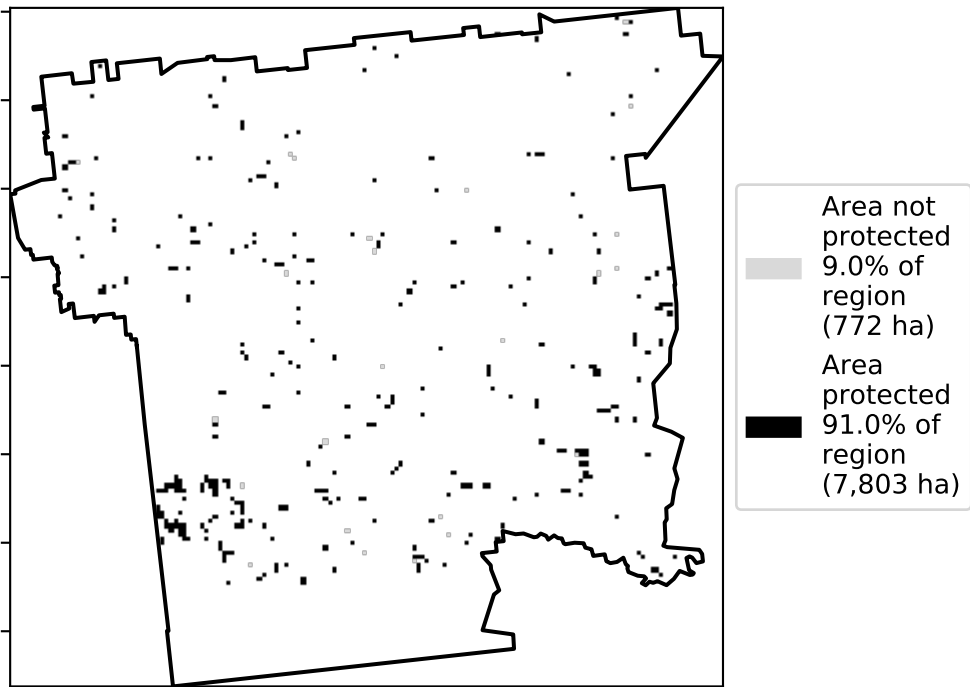 Area not
protected
9.0% of
region
(772 ha)
Area
protected
91.0% of
region
(7,803 ha)